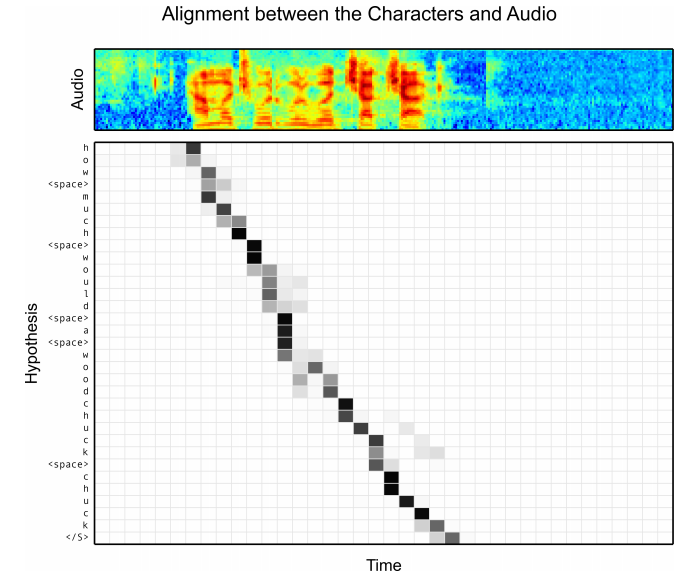 Alignment between the Characters and Audio
Audio
Hypothesis
h
o
w
<space>
m
u
c
h
<space>
w
o
u
l
d
<space>
a
<space>
w
o
o
d
c
h
u
c
k
<space>
c
h
u
c
k
</S>
Time